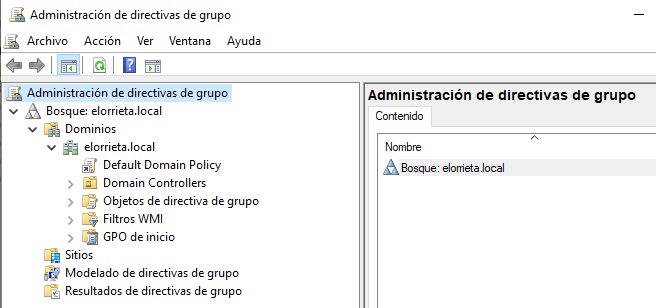 Administración de directivas de grupo
Archivo Acción Ver Ventana Ayuda
Administración de directivas de grupo
Bosque: elorrieta.local
Dominios
elorrieta.local
Default Domain Policy
Domain Controllers
Objetos de directiva de grupo
Filtros WMI
GPO de inicio
Sitios
Modelado de directivas de grupo
Resultados de directivas de grupo
Administración de directivas de grupo
Contenido
Nombre
Bosque: elorrieta.local